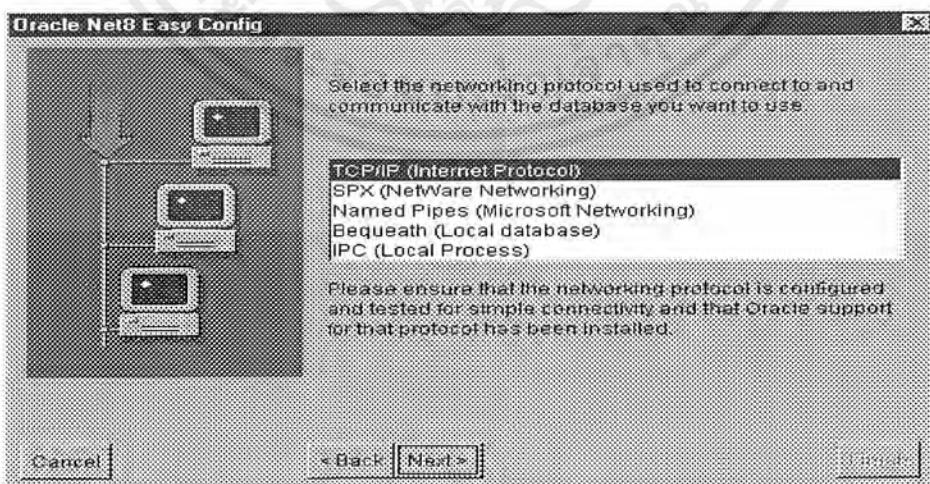 Oracle Net8 Easy Config
Select the networking protocol used to connect to and
communicate with the database you want to use.
TCP/IP (Internet Protocol)
SPX (NetWare Networking)
Named Pipes (Microsoft Networking)
Bequeath (Local database)
IPC (Local Process)
Please ensure that the networking protocol is configured
and tested for simple connectivity and that Oracle support
for that protocol has been installed.
Cancel
< Back
Next >
Finish